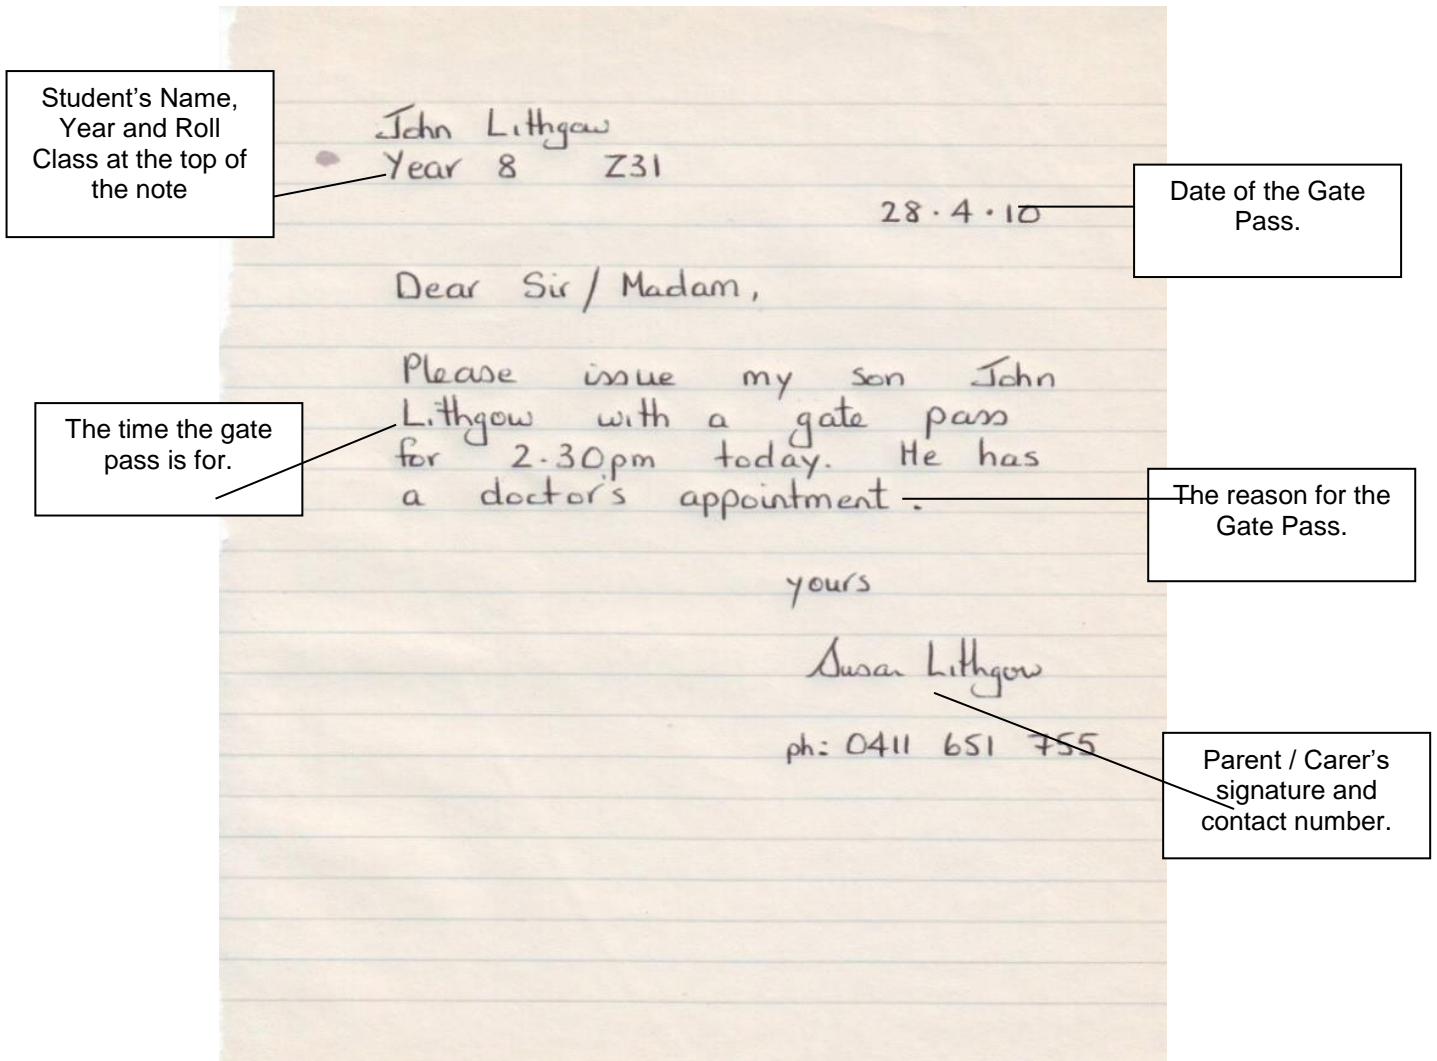 Student's Name,
Year and Roll
Class at the top of
the note
John Lithgow
Year 8 Z31
Date of the Gate
Pass.
28.4.10
Dear Sir / Madam,
Please issue my son John
Lithgow with a gate pass
for 2.30pm today. He has
a doctor's appointment.
The time the gate
pass is for.
The reason for the
Gate Pass.
yours
Susan Lithgow
ph: 0411 651 755
Parent / Carer's
signature and
contact number.